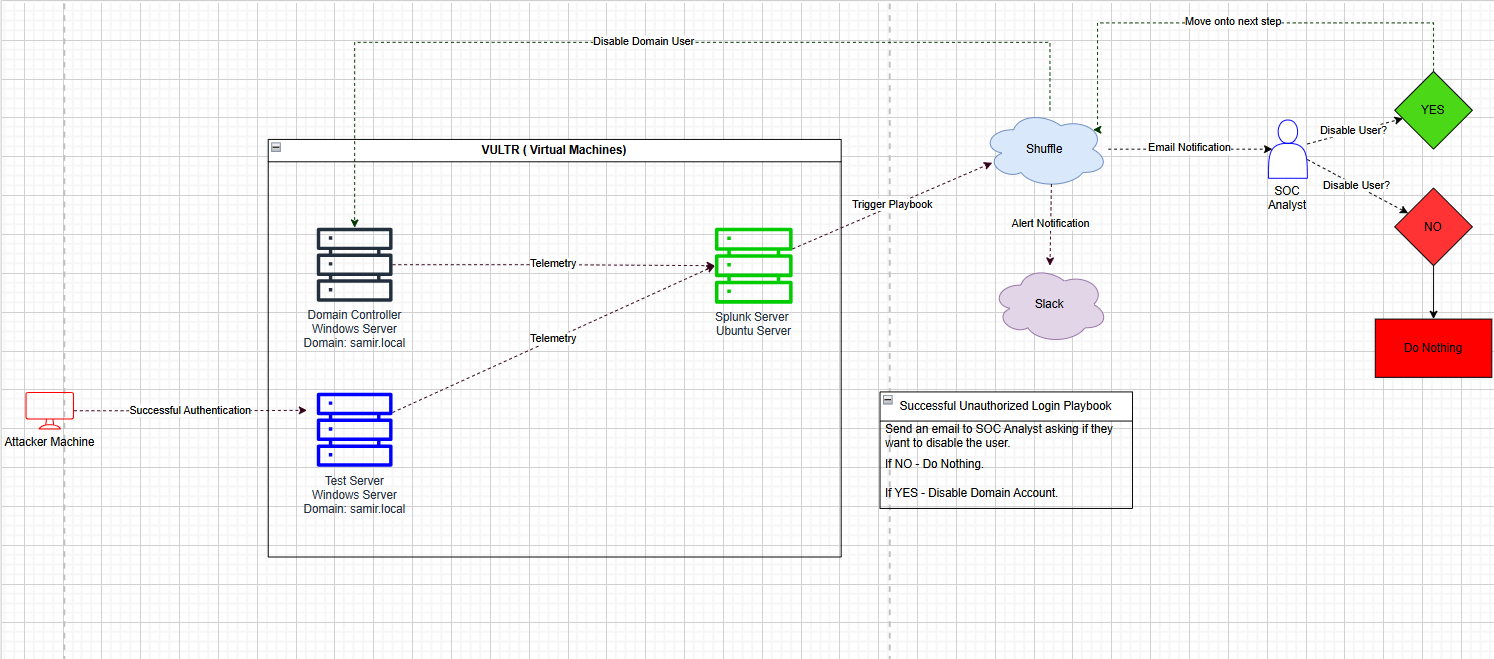 Move onto next step
Disable Domain User
YES
Disable User?
VULTR ( Virtual Machines)
Shuffle
Email Notification
SOC
Analyst
Disable User?
NO
Trigger Playbook
Alert Notification
Telemetry
Slack
Domain Controller
Windows Server
Domain: samir.local
Splunk Server
Ubuntu Server
Telemetry
Do Nothing
Successful Authentication
Attacker Machine
Test Server
Windows Server
Domain: samir.local
Successful Unauthorized Login Playbook
Send an email to SOC Analyst asking if they
want to disable the user.
If NO - Do Nothing.
If YES - Disable Domain Account.